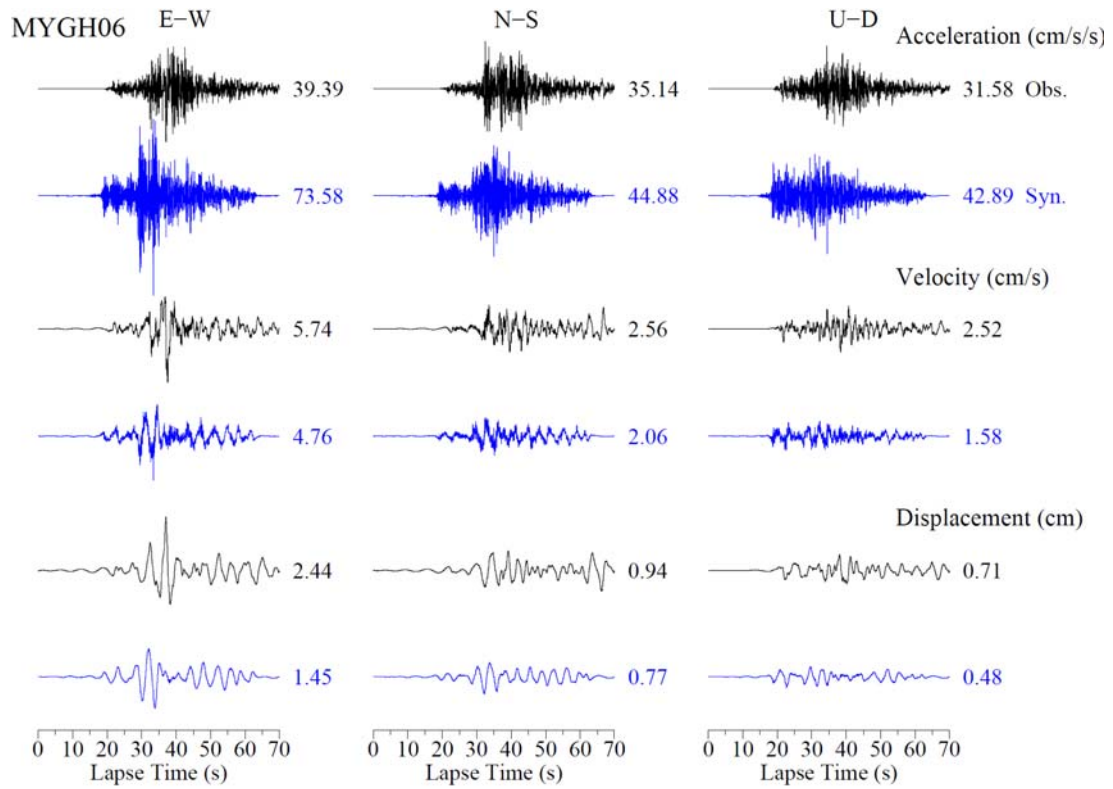 MYGH06
E−W N−S U−D
Acceleration (cm/s/s)
39.39 35.14 31.58 Obs.
73.58 44.88 42.89 Syn.
Velocity (cm/s)
5.74 2.56 2.52
4.76 2.06 1.58
Displacement (cm)
2.44 0.94 0.71
1.45 0.77 0.48
0 10 20 30 40 50 60 70 0 10 20 30 40 50 60 70 0 10 20 30 40 50 60 70
Lapse Time (s) Lapse Time (s) Lapse Time (s)